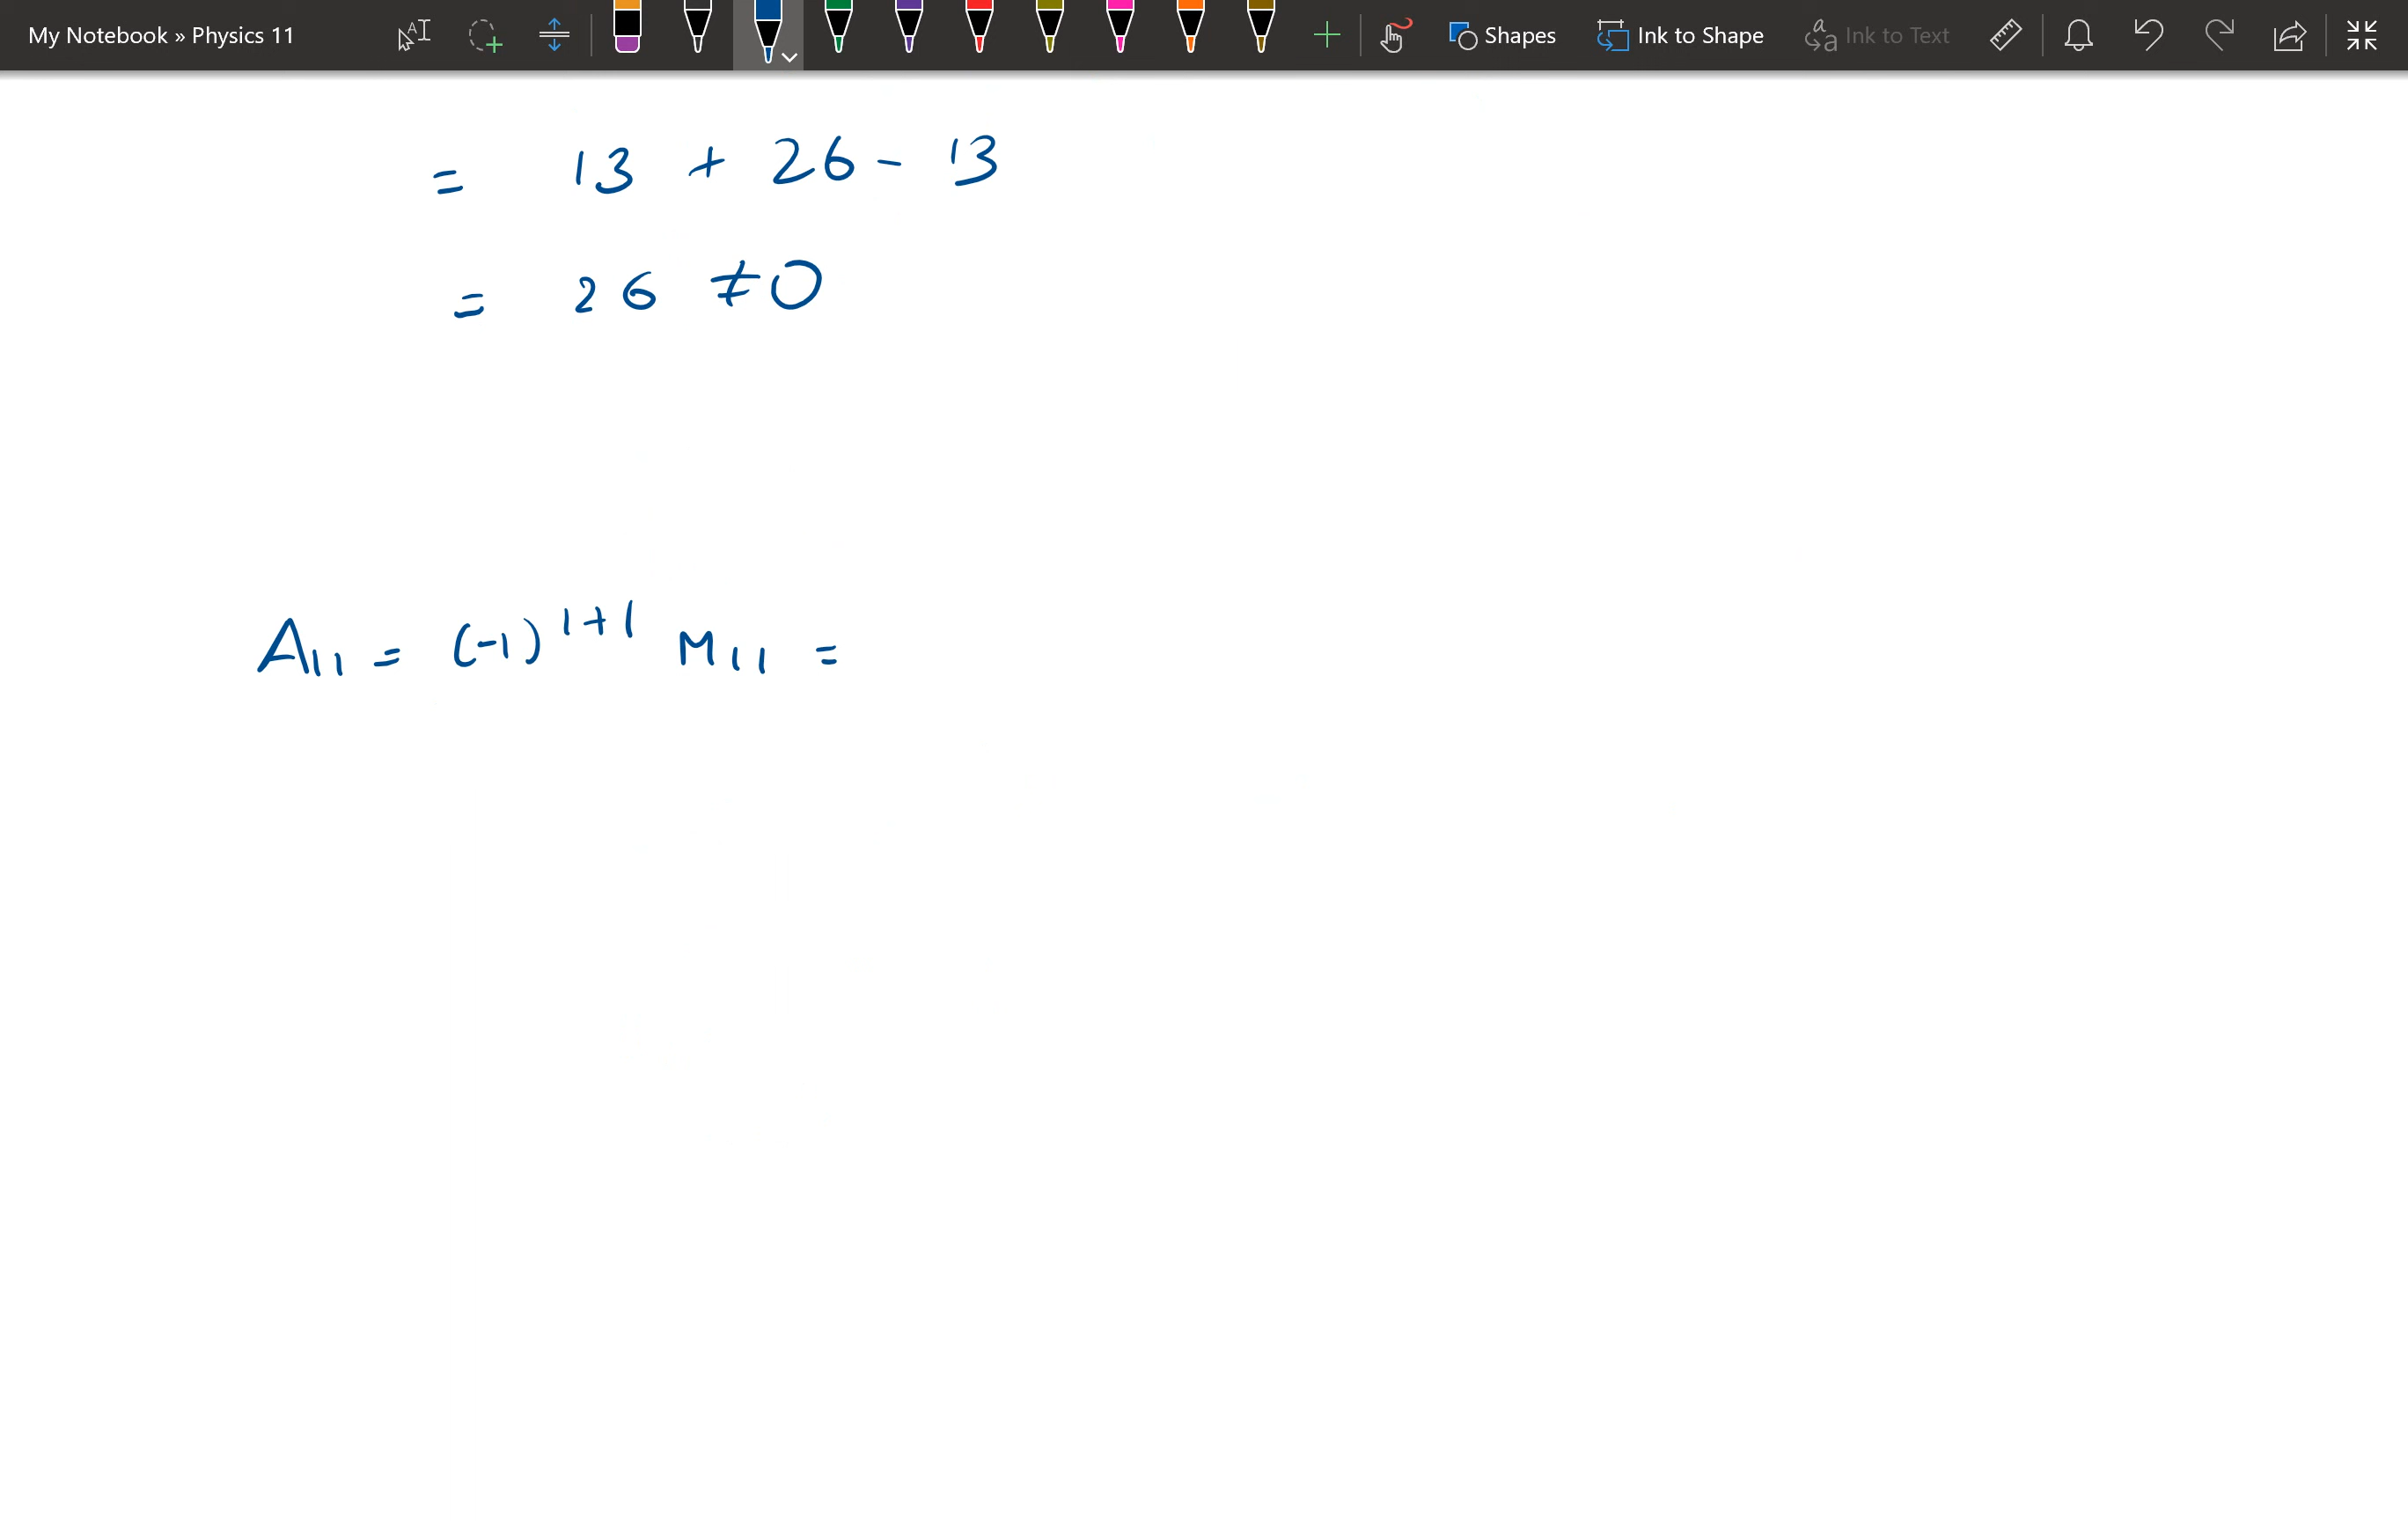 My Notebook » Physics 11 Shapes Ink to Shape Ink to Text
= 13 + 26 - 13
= 26 ≠ 0
A₁₁ = (-1)¹⁺¹ M₁₁ =